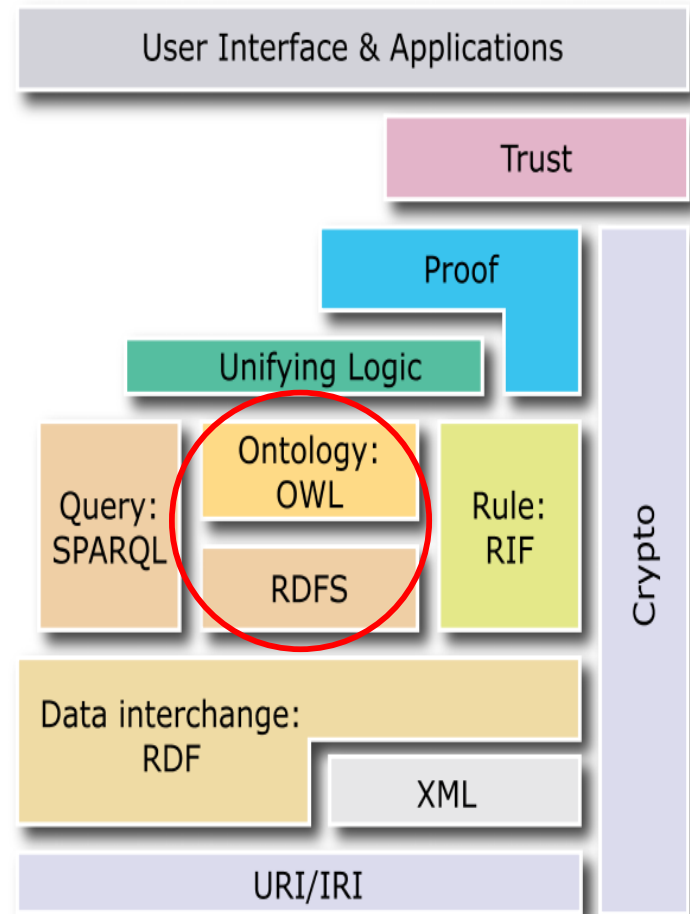 User Interface & Applications
Trust
Proof
Unifying Logic
Query:
SPARQL
Ontology:
OWL
RDFS
Rule:
RIF
Crypto
Data interchange:
RDF
XML
URI/IRI